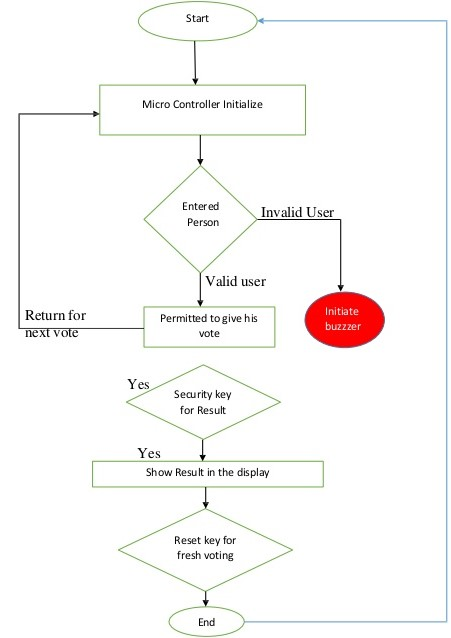 Start
Micro Controller Initialize
Entered
Person
Invalid User
Valid user
Initiate
buzzzer
Return for
next vote
Permitted to give his
vote
Yes
Security key
for Result
Yes
Show Result in the display
Reset key for
fresh voting
End